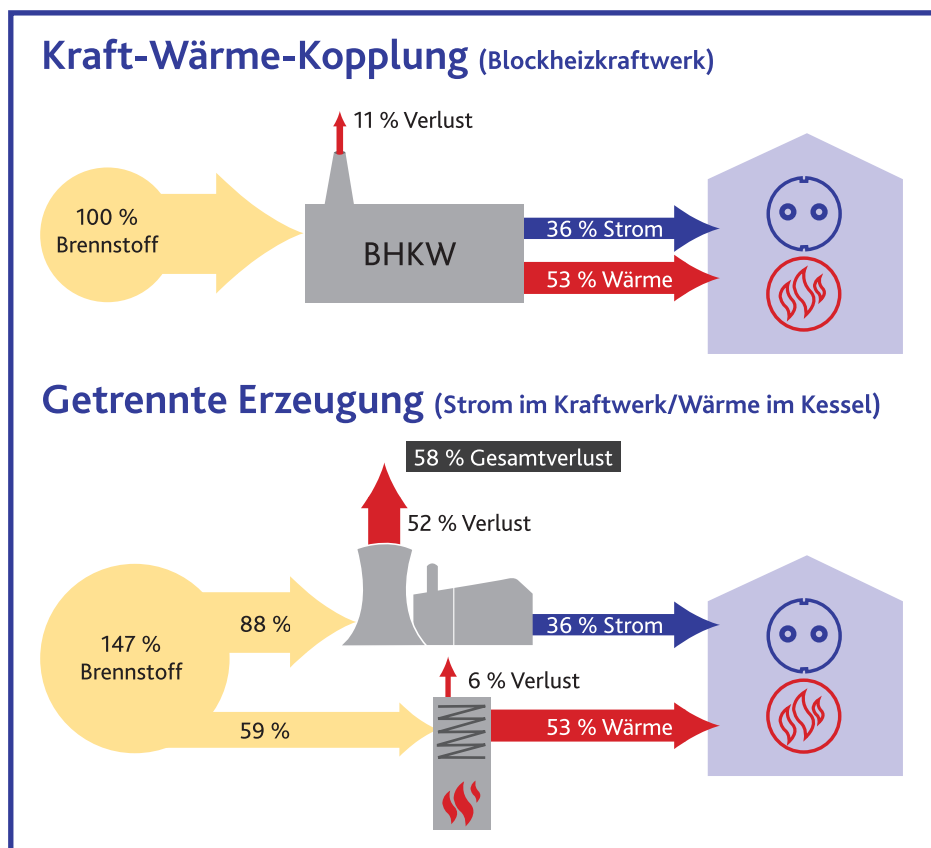 Kraft-Wärme-Kopplung (Blockheizkraftwerk)
11 % Verlust
100 %
Brennstoff
BHKW
36 % Strom
53 % Wärme
Getrennte Erzeugung (Strom im Kraftwerk/Wärme im Kessel)
58 % Gesamtverlust
52 % Verlust
147 %
Brennstoff
88 %
36 % Strom
6 % Verlust
59 %
53 % Wärme